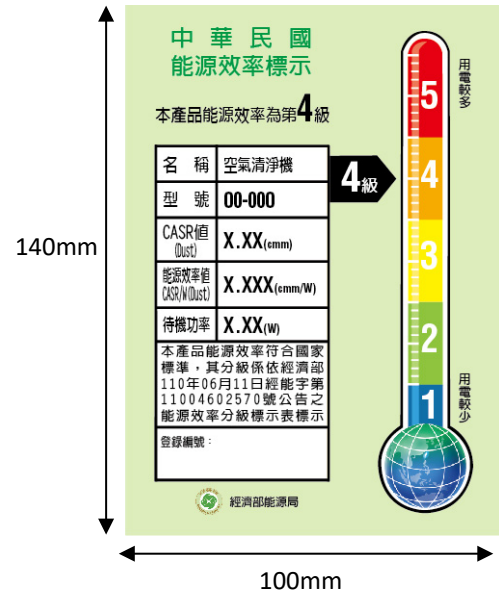 中華民國
能源效率標示
本產品能源效率為第4級
名稱 空氣清淨機
型號 00-000
CASR值
(Dust)
X.XX(cmm)
能源效率值
CASR/W(Dust)
X.XXX(cmm/W)
待機功率 X.XX(W)
本產品能源效率符合國家
標準，其分級係依經濟部
110年06月11日經能字第
11004602570號公告之
能源效率分級標示表標示
登錄編號：
經濟部能源局
4級
用電較多
5
4
3
2
1
用電較少
140mm
100mm